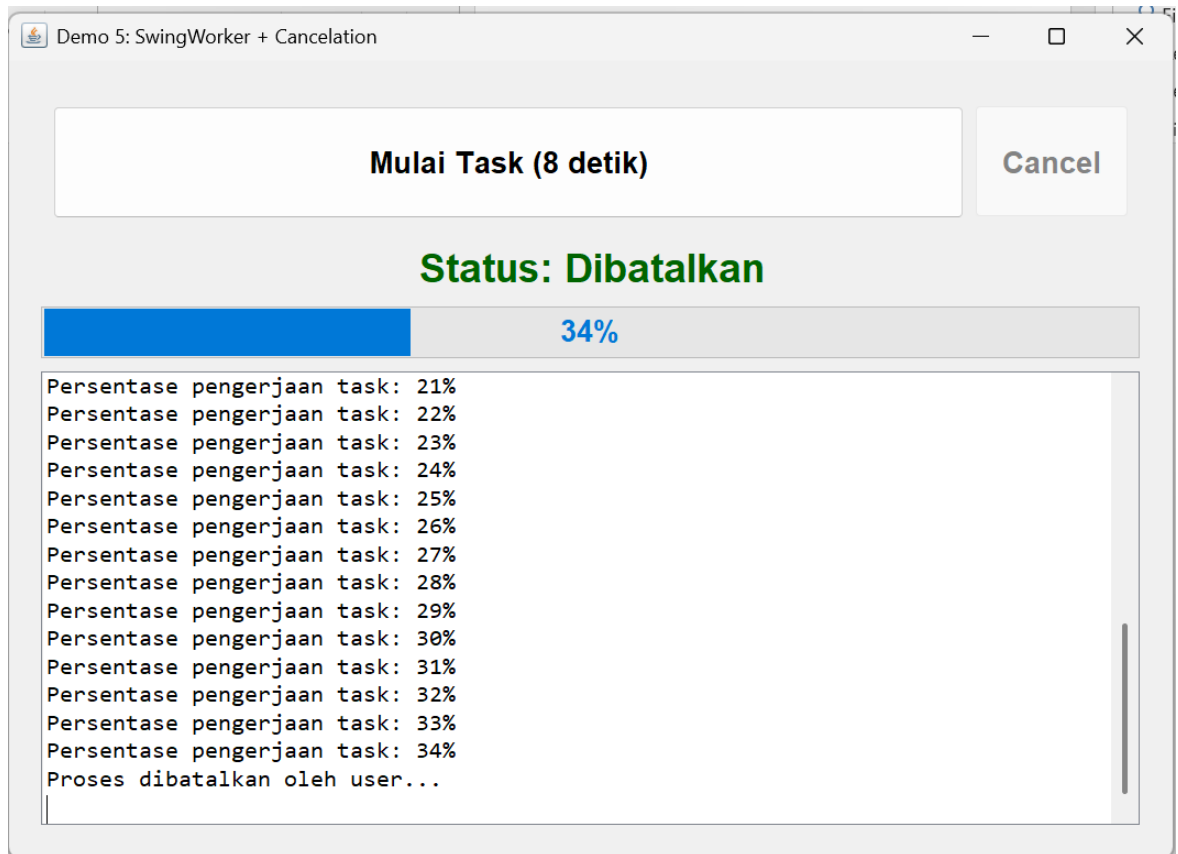 Demo 5: SwingWorker + Cancelation
Mulai Task (8 detik)
Cancel
Status: Dibatalkan
34%
Persentase pengerjaan task: 21%
Persentase pengerjaan task: 22%
Persentase pengerjaan task: 23%
Persentase pengerjaan task: 24%
Persentase pengerjaan task: 25%
Persentase pengerjaan task: 26%
Persentase pengerjaan task: 27%
Persentase pengerjaan task: 28%
Persentase pengerjaan task: 29%
Persentase pengerjaan task: 30%
Persentase pengerjaan task: 31%
Persentase pengerjaan task: 32%
Persentase pengerjaan task: 33%
Persentase pengerjaan task: 34%
Proses dibatalkan oleh user...